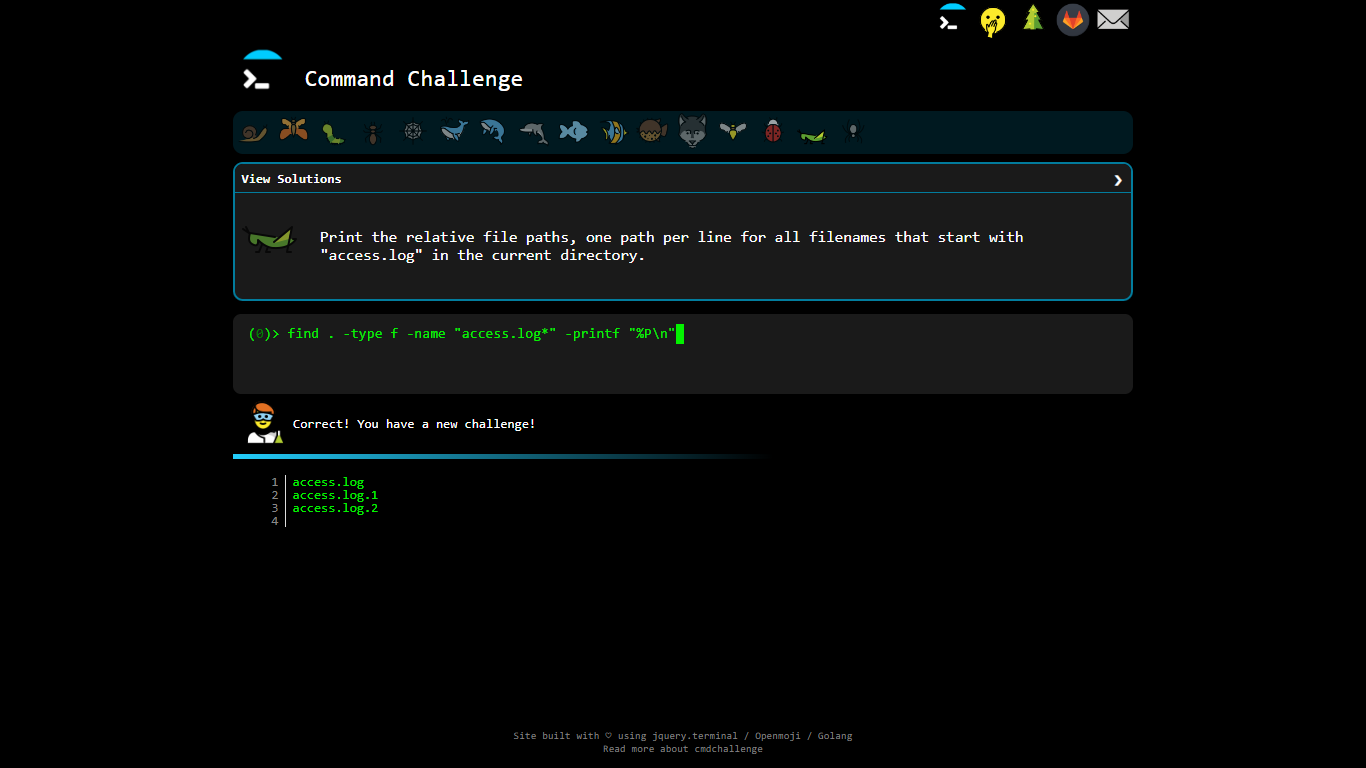 Command Challenge
View Solutions
Print the relative file paths, one path per line for all filenames that start with
"access.log" in the current directory.
(0)> find . -type f -name "access.log*" -printf "%P\n"
Correct! You have a new challenge!
1 access.log
2 access.log.1
3 access.log.2
4
Site built with ♡ using jquery.terminal / Openmoji / Golang
Read more about cmdchallenge